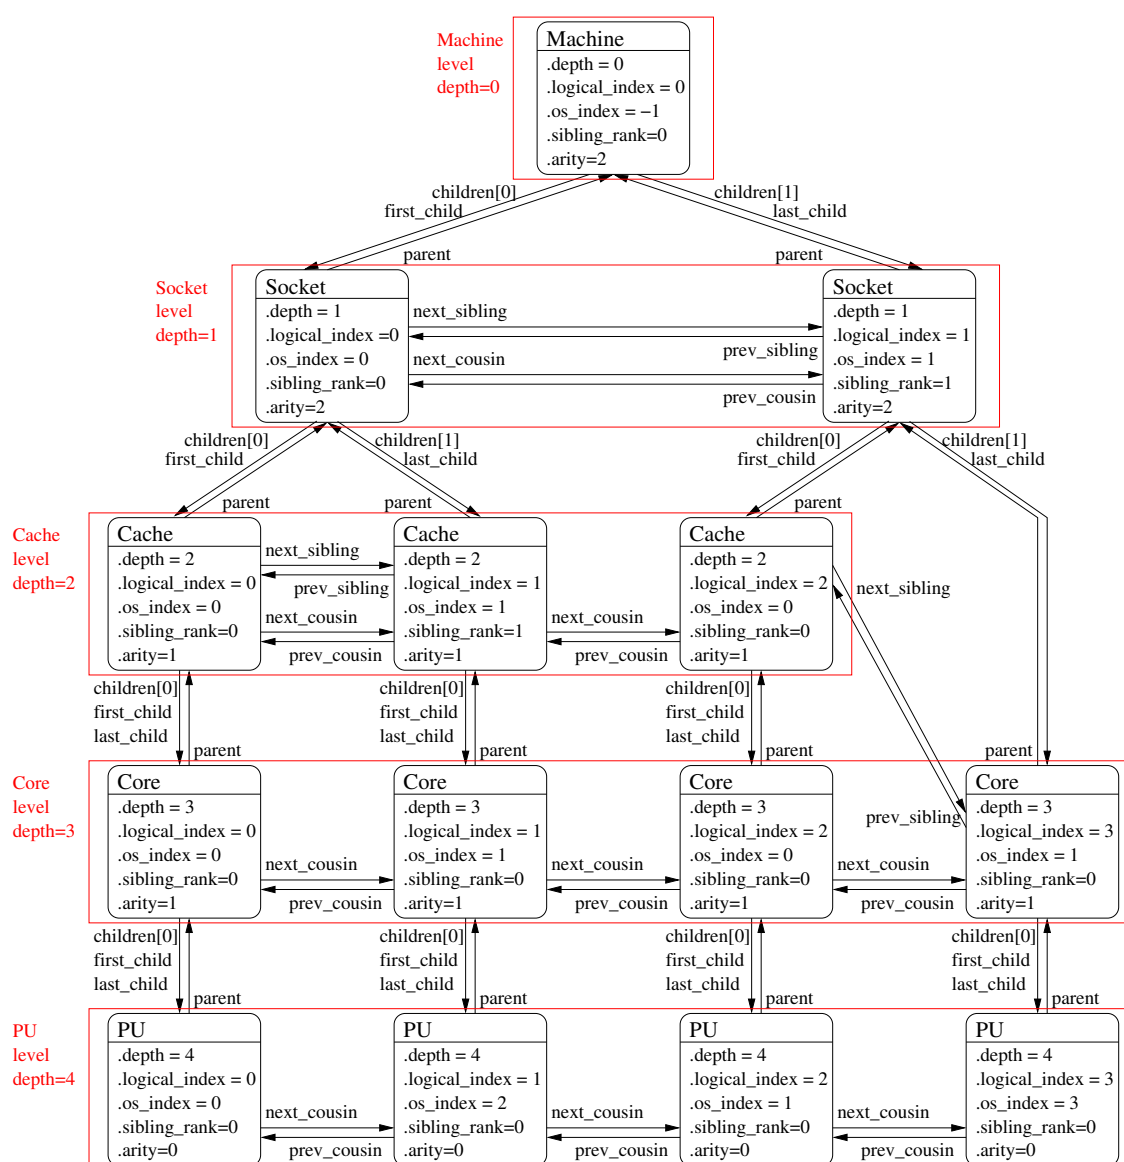 Machine
level
depth=0
Machine
.depth = 0
.logical_index = 0
.os_index = −1
.sibling_rank=0
.arity=2
children[0]
first_child
children[1]
last_child
parent
parent
Socket
level
depth=1
Socket
.depth = 1
.logical_index =0
.os_index = 0
.sibling_rank=0
.arity=2
next_sibling
prev_sibling
next_cousin
prev_cousin
Socket
.depth = 1
.logical_index = 1
.os_index = 1
.sibling_rank=1
.arity=2
children[0]
first_child
children[1]
last_child
children[0]
first_child
children[1]
last_child
parent
parent
parent
Cache
level
depth=2
Cache
.depth = 2
.logical_index = 0
.os_index = 0
.sibling_rank=0
.arity=1
next_sibling
prev_sibling
next_cousin
prev_cousin
Cache
.depth = 2
.logical_index = 1
.os_index = 1
.sibling_rank=1
.arity=1
next_cousin
prev_cousin
Cache
.depth = 2
.logical_index = 2
.os_index = 0
.sibling_rank=0
.arity=1
next_sibling
prev_sibling
children[0]
first_child
last_child
parent
children[0]
first_child
last_child
parent
children[0]
first_child
last_child
parent
parent
Core
level
depth=3
Core
.depth = 3
.logical_index = 0
.os_index = 0
.sibling_rank=0
.arity=1
next_cousin
prev_cousin
Core
.depth = 3
.logical_index = 1
.os_index = 1
.sibling_rank=0
.arity=1
next_cousin
prev_cousin
Core
.depth = 3
.logical_index = 2
.os_index = 0
.sibling_rank=0
.arity=1
next_cousin
prev_cousin
Core
.depth = 3
.logical_index = 3
.os_index = 1
.sibling_rank=0
.arity=1
children[0]
first_child
last_child
parent
children[0]
first_child
last_child
parent
children[0]
first_child
last_child
parent
children[0]
first_child
last_child
parent
PU
level
depth=4
PU
.depth = 4
.logical_index = 0
.os_index = 0
.sibling_rank=0
.arity=0
next_cousin
prev_cousin
PU
.depth = 4
.logical_index = 1
.os_index = 2
.sibling_rank=0
.arity=0
next_cousin
prev_cousin
PU
.depth = 4
.logical_index = 2
.os_index = 1
.sibling_rank=0
.arity=0
next_cousin
prev_cousin
PU
.depth = 4
.logical_index = 3
.os_index = 3
.sibling_rank=0
.arity=0